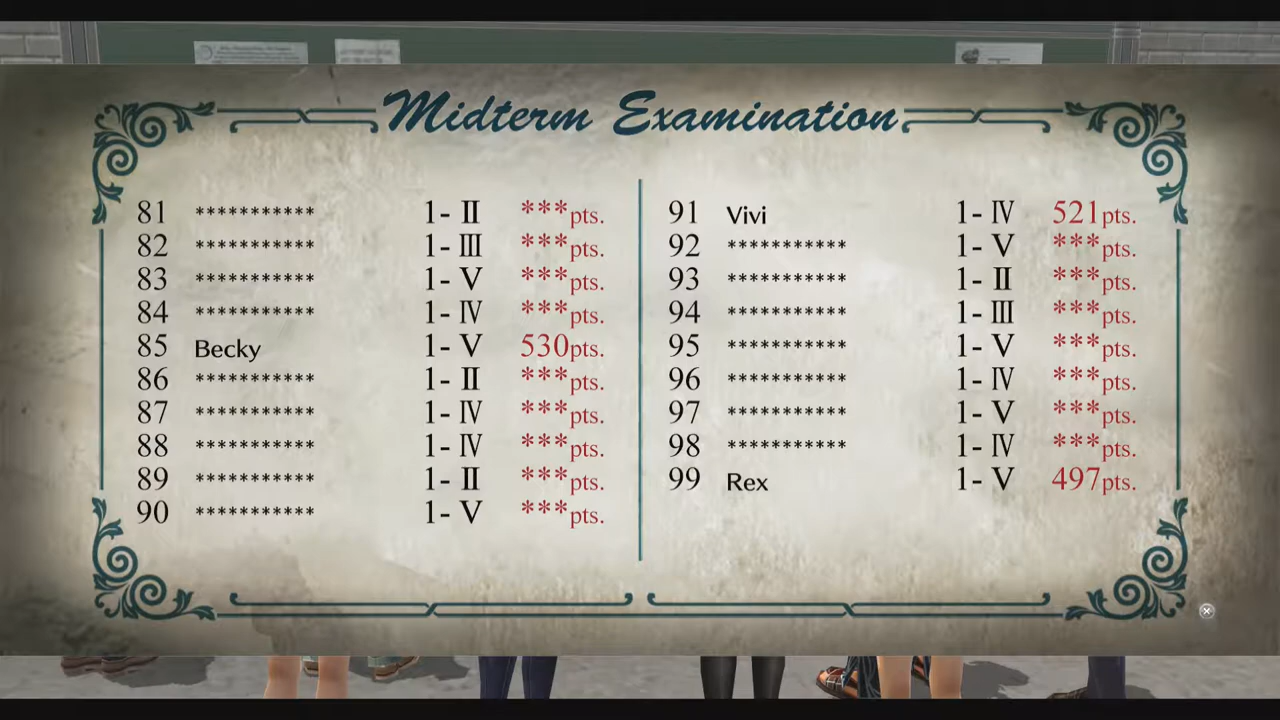 Midterm Examination
81 *********** 1-Ⅱ ***pts.
82 *********** 1-Ⅲ ***pts.
83 *********** 1-Ⅴ ***pts.
84 *********** 1-Ⅳ ***pts.
85 Becky 1-Ⅴ 530pts.
86 *********** 1-Ⅱ ***pts.
87 *********** 1-Ⅳ ***pts.
88 *********** 1-Ⅳ ***pts.
89 *********** 1-Ⅱ ***pts.
90 *********** 1-Ⅴ ***pts.
91 Vivi 1-Ⅳ 521pts.
92 *********** 1-Ⅴ ***pts.
93 *********** 1-Ⅱ ***pts.
94 *********** 1-Ⅲ ***pts.
95 *********** 1-Ⅴ ***pts.
96 *********** 1-Ⅳ ***pts.
97 *********** 1-Ⅴ ***pts.
98 *********** 1-Ⅳ ***pts.
99 Rex 1-Ⅴ 497pts.